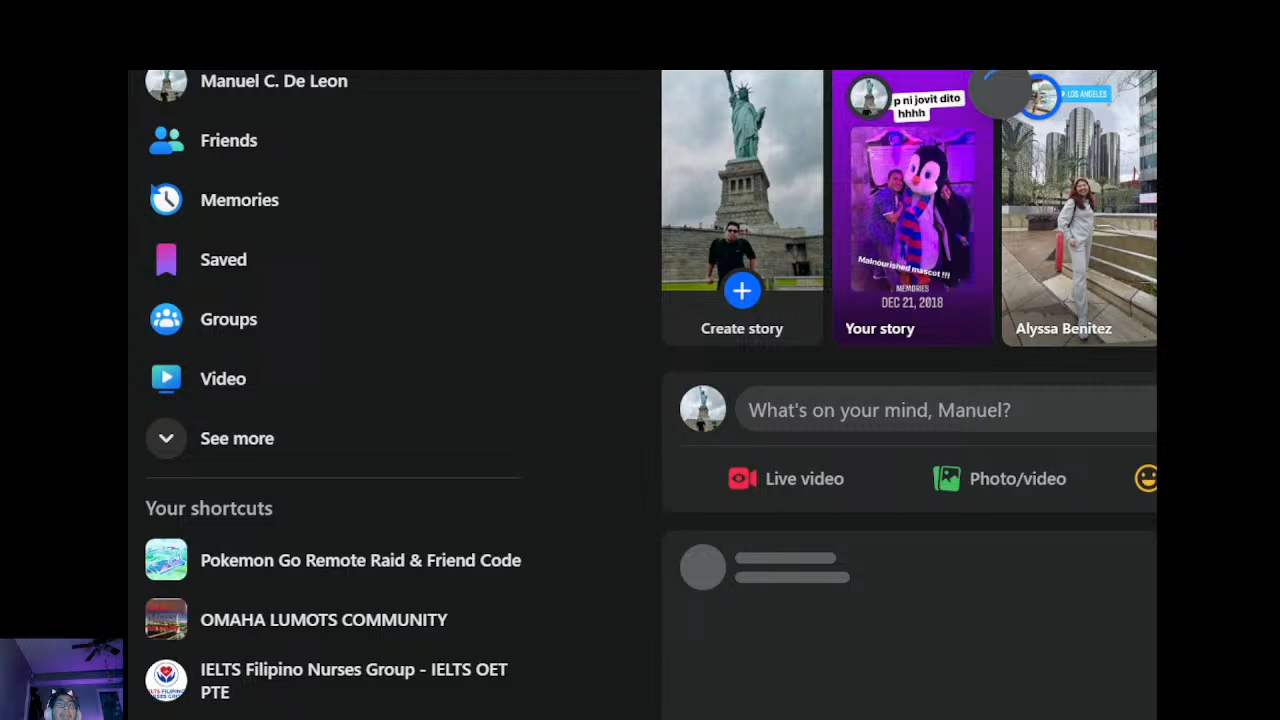 Manuel C. De Leon
Friends
Memories
Saved
Groups
Video
See more
Your shortcuts
Pokemon Go Remote Raid & Friend Code
OMAHA LUMOTS COMMUNITY
IELTS Filipino Nurses Group - IELTS OET
PTE
Create story
p ni jovit dito
hhhh
Malnourished mascot !!!
MEMORIES
DEC 21, 2018
Your story
LOS ANGELES
Alyssa Benitez
What's on your mind, Manuel?
Live video
Photo/video